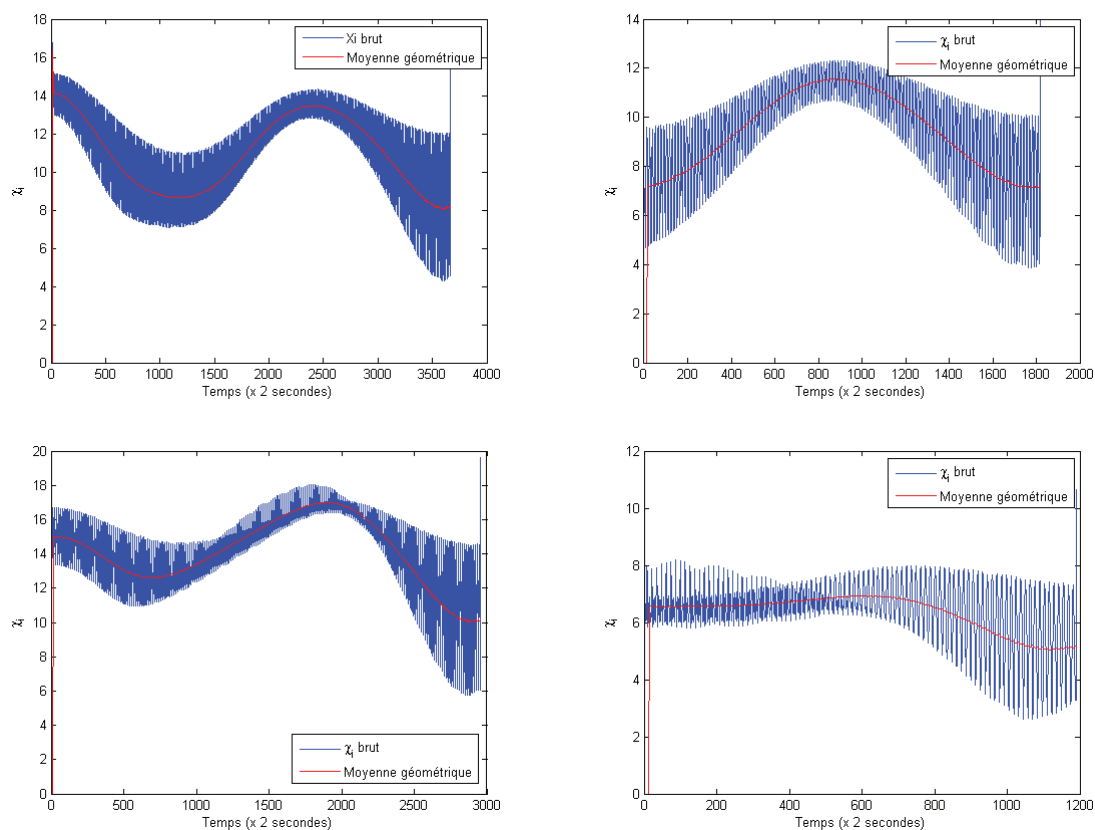 18
16
14
12
10
8
6
4
2
0
χi
Xi brut
Moyenne géométrique
0 500 1000 1500 2000 2500 3000 3500 4000
Temps (x 2 secondes)
14
12
10
8
6
4
2
0
χi
χi brut
Moyenne géométrique
0 200 400 600 800 1000 1200 1400 1600 1800 2000
Temps (x 2 secondes)
20
18
16
14
12
10
8
6
4
2
0
χi
χi brut
Moyenne géométrique
0 500 1000 1500 2000 2500 3000
Temps (x 2 secondes)
12
10
8
6
4
2
0
χi
χi brut
Moyenne géométrique
0 200 400 600 800 1000 1200
Temps (x 2 secondes)